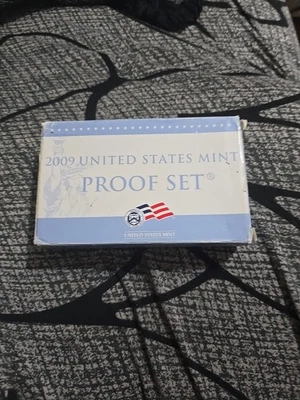 2009 UNITED STATES MINT
PROOF SET®
UNITED STATES MINT